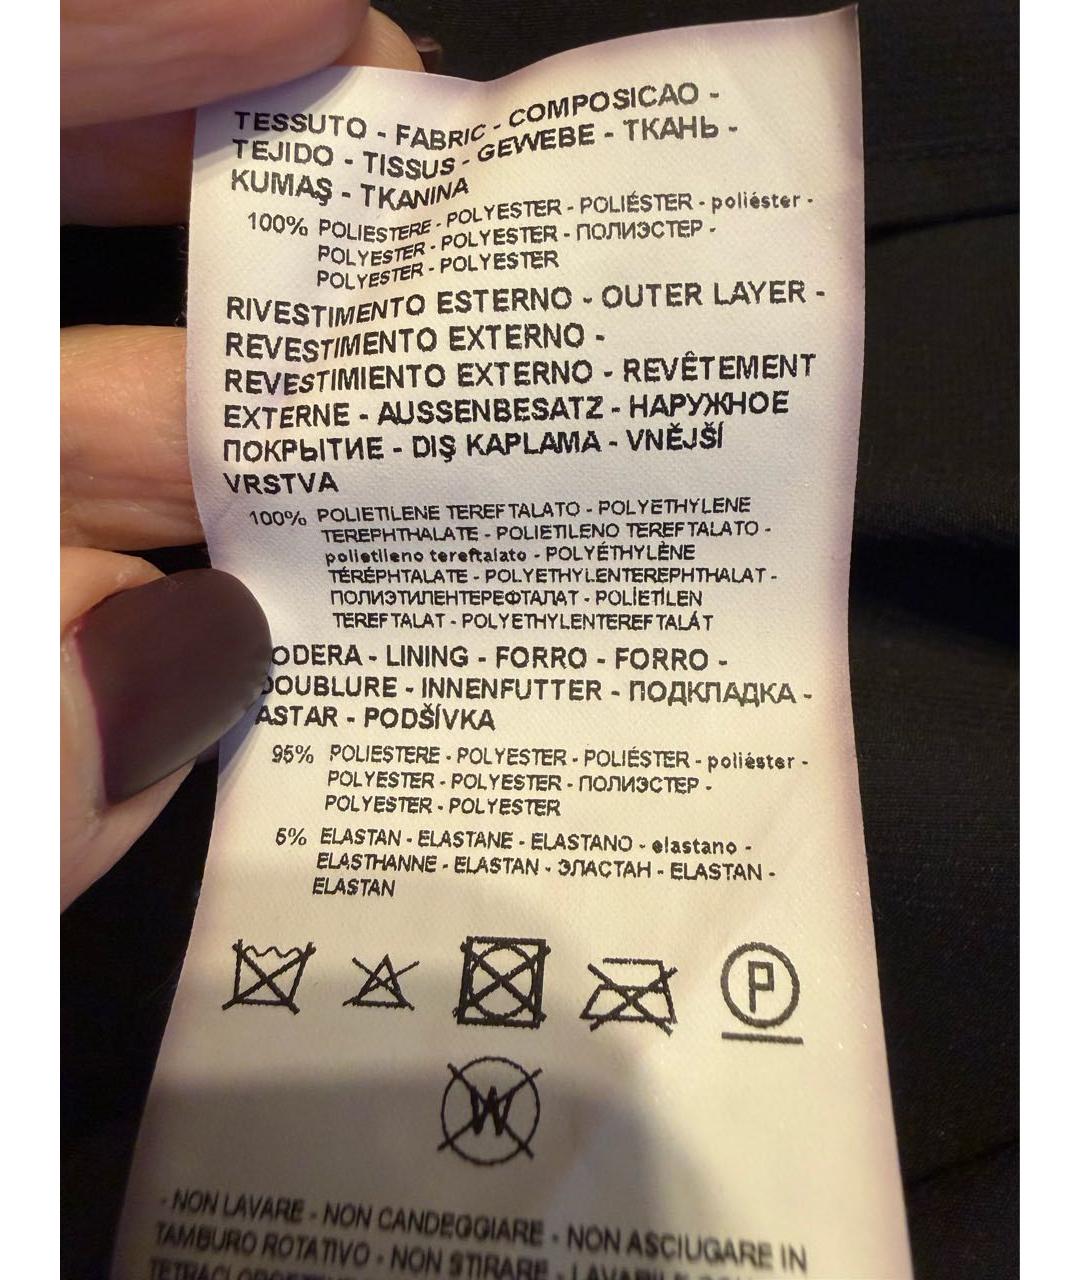 TESSUTO - FABRIC - COMPOSICAO -
TEJIDO - TISSUS - GEWEBE - ТКАНЬ -
KUMAŞ - TKANINA
100% POLIESTERE - POLYESTER - POLIÉSTER - poliéster -
POLYESTER - POLYESTER - ПОЛИЭСТЕР -
POLYESTER - POLYESTER
RIVESTIMENTO ESTERNO - OUTER LAYER -
REVESTIMENTO EXTERNO -
REVESTIMIENTO EXTERNO - REVÊTEMENT
EXTERNE - AUSSENBESATZ - НАРУЖНОЕ
ПОКРЫТИЕ - DIŞ KAPLAMA - VNĚJŠÍ
VRSTVA
100% POLIETILENE TEREFTALATO - POLYETHYLENE
TEREPHTHALATE - POLIETILENO TEREFTALATO -
polietileno tereftalato - POLYÉTHYLÈNE
TÉRÉPHTALATE - POLYETHYLENTEREPHTHALAT -
ПОЛИЭТИЛЕНТЕРЕФТАЛАТ - POLİETİLEN
TEREFTALAT - POLYETHYLENTEREFTALÁT
ODERA - LINING - FORRO - FORRO -
DOUBLURE - INNENFUTTER - ПОДКЛАДКА -
ASTAR - PODŠÍVKA
95% POLIESTERE - POLYESTER - POLIÉSTER - poliéster -
POLYESTER - POLYESTER - ПОЛИЭСТЕР -
POLYESTER - POLYESTER
5% ELASTAN - ELASTANE - ELASTANO - elastano -
ELASTHANNE - ELASTAN - ЭЛАСТАН - ELASTAN -
ELASTAN
P
W
- NON LAVARE - NON CANDEGGIARE - NON ASCIUGARE IN
TAMBURO ROTATIVO - NON STIRARE -